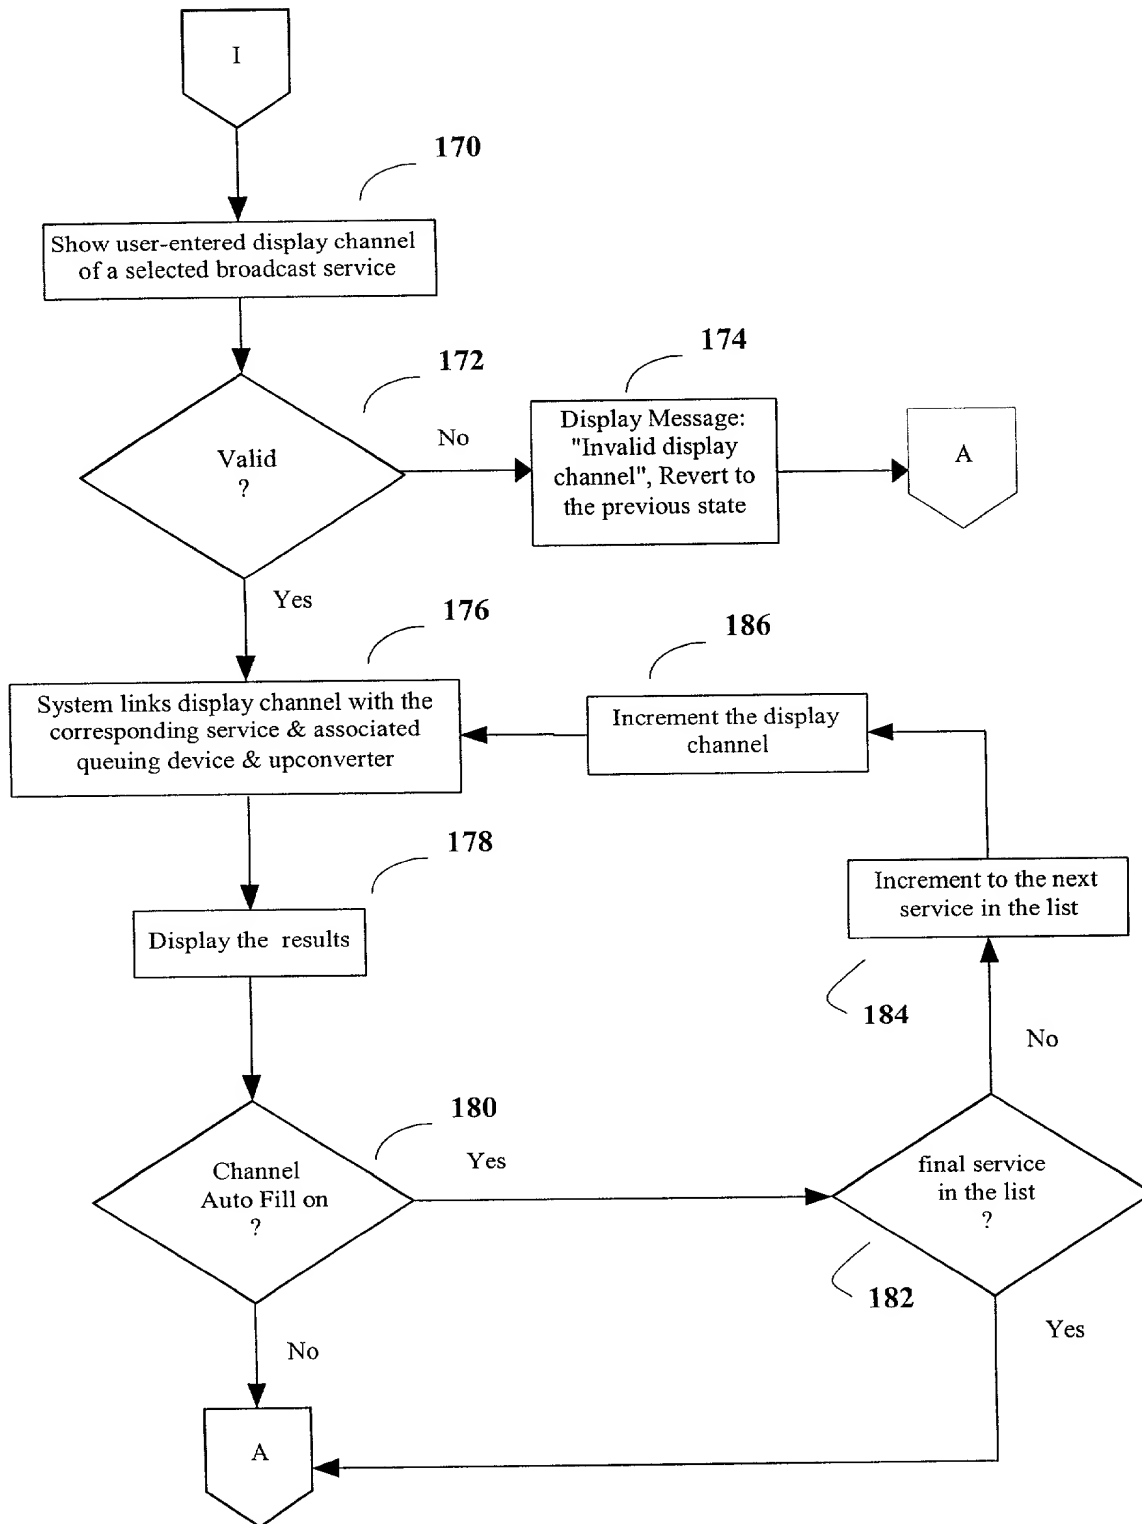 I
170
Show user-entered display channel
of a selected broadcast service
172
Valid
?
No
174
Display Message:
"Invalid display
channel", Revert to
the previous state
A
Yes
176
System links display channel with the
corresponding service & associated
queuing device & upconverter
186
Increment the display
channel
178
Display the results
Increment to the next
service in the list
184
No
180
Channel
Auto Fill on
?
Yes
final service
in the list
?
182
Yes
No
A